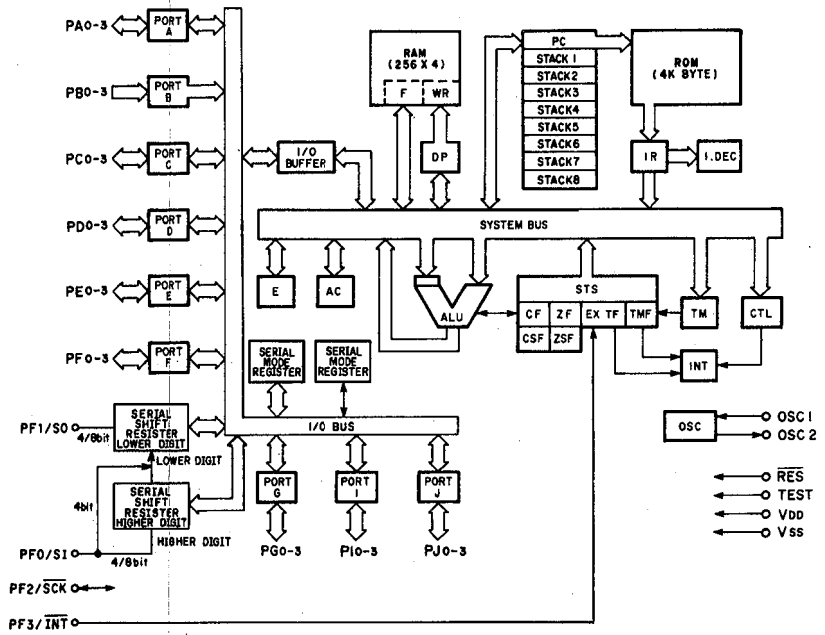 PA0-3
PORT
A
PB0-3
PORT
B
PC0-3
PORT
C
PD0-3
PORT
D
PE0-3
PORT
E
PF0-3
PORT
F
I/O
BUFFER
RAM
(256 X 4)
F
WR
DP
PC
STACK1
STACK2
STACK3
STACK4
STACK5
STACK6
STACK7
STACK8
ROM
(4K BYTE)
IR
I.DEC
SYSTEM BUS
E
AC
ALU
STS
CF
ZF
EX TF
TMF
CSF
ZSF
TM
CTL
INT
SERIAL
MODE
REGISTER
SERIAL
MODE
REGISTER
I/O BUS
PF1/SO
4/8bit
SERIAL
SHIFT
RESISTER
LOWER DIGIT
LOWER DIGIT
4bit
SERIAL
SHIFT
RESISTER
HIGHER DIGIT
HIGHER DIGIT
PF0/SI
4/8bit
PF2/SCK
PF3/INT
PORT
G
PORT
I
PORT
J
PG0-3
PI0-3
PJ0-3
OSC
OSC 1
OSC 2
RES
TEST
VDD
VSS